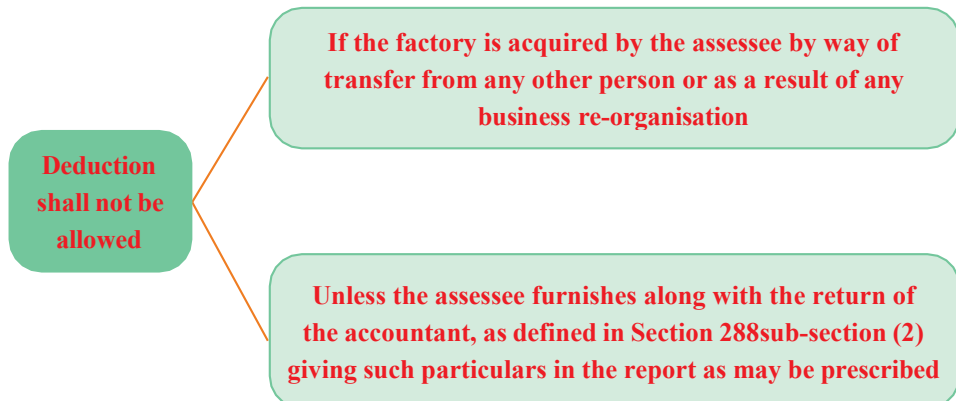 If the factory is acquired by the assessee by way of
transfer from any other person or as a result of any
business re-organisation
Deduction
shall not be
allowed
Unless the assessee furnishes along with the return of
the accountant, as defined in Section 288sub-section (2)
giving such particulars in the report as may be prescribed